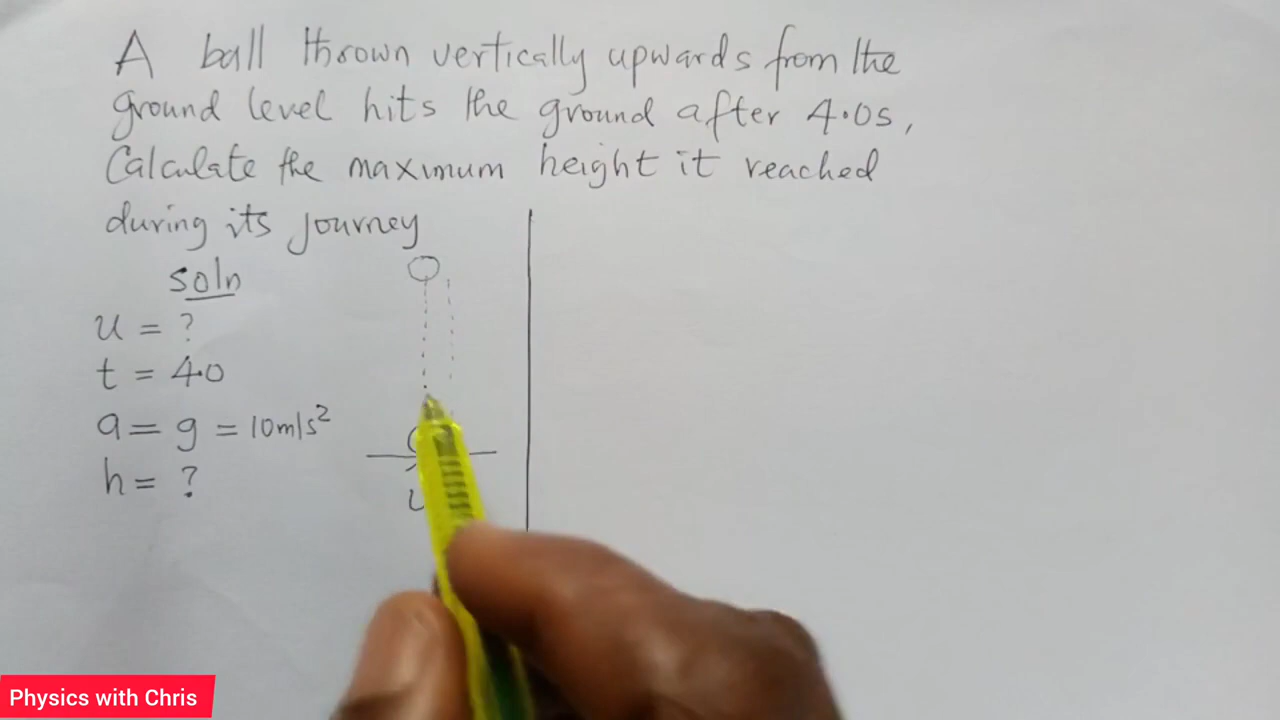 A ball thrown vertically upwards from the
ground level hits the ground after 4.0s,
Calculate the maximum height it reached
during its journey
soln
u = ?
t = 4.0
a = g = 10m/s²
h = ?
Physics with Chris